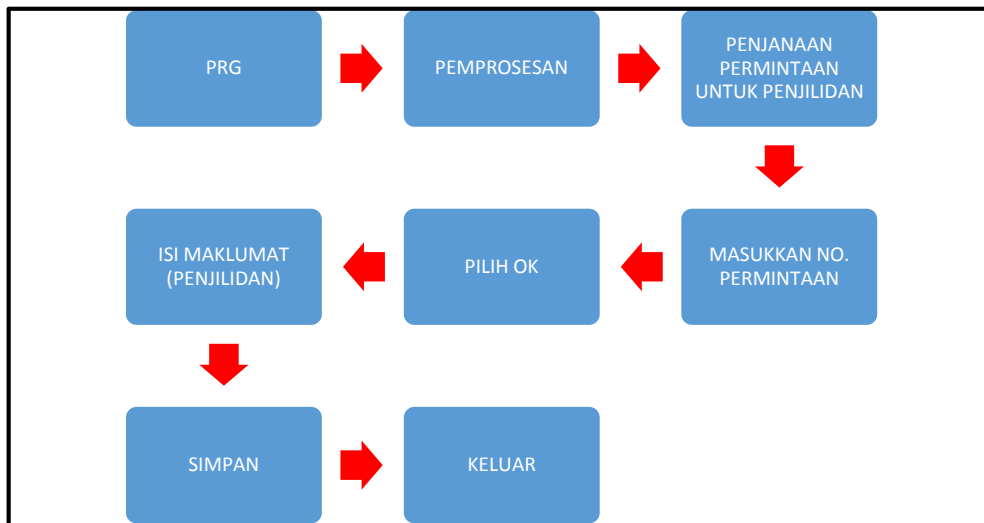 PRG
PEMPROSESAN
PENJANAAN
PERMINTAAN
UNTUK PENJILIDAN
MASUKKAN NO.
PERMINTAAN
PILIH OK
ISI MAKLUMAT
(PENJILIDAN)
SIMPAN
KELUAR